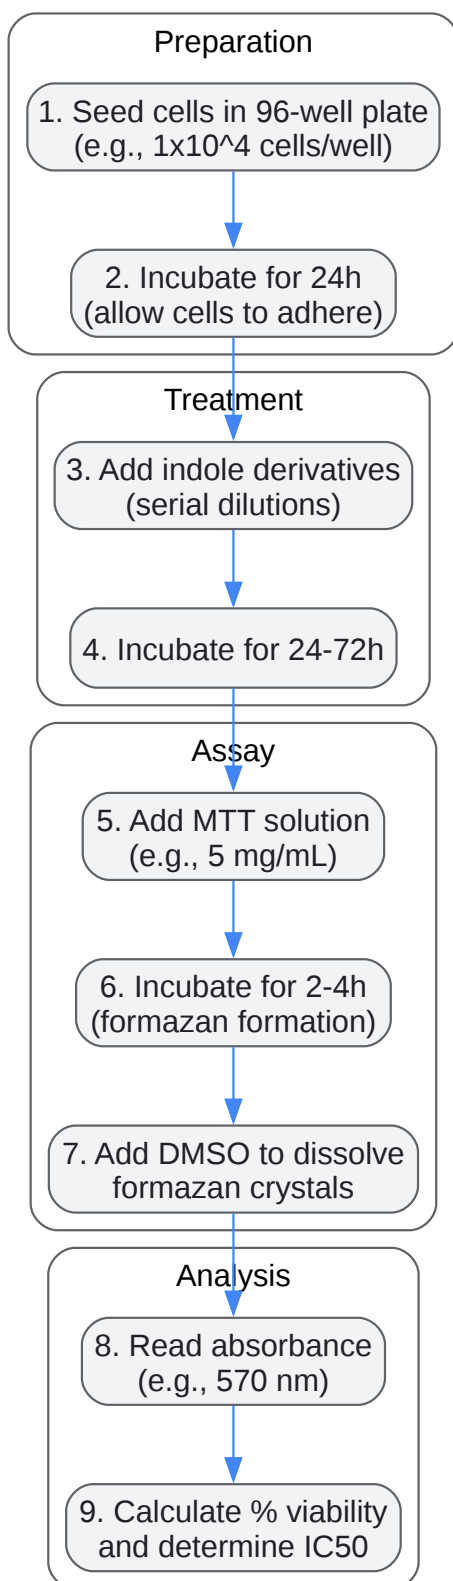 Preparation
1. Seed cells in 96-well plate
(e.g., 1x10^4 cells/well)
2. Incubate for 24h
(allow cells to adhere)
Treatment
3. Add indole derivatives
(serial dilutions)
4. Incubate for 24-72h
Assay
5. Add MTT solution
(e.g., 5 mg/mL)
6. Incubate for 2-4h
(formazan formation)
7. Add DMSO to dissolve
formazan crystals
Analysis
8. Read absorbance
(e.g., 570 nm)
9. Calculate % viability
and determine IC50